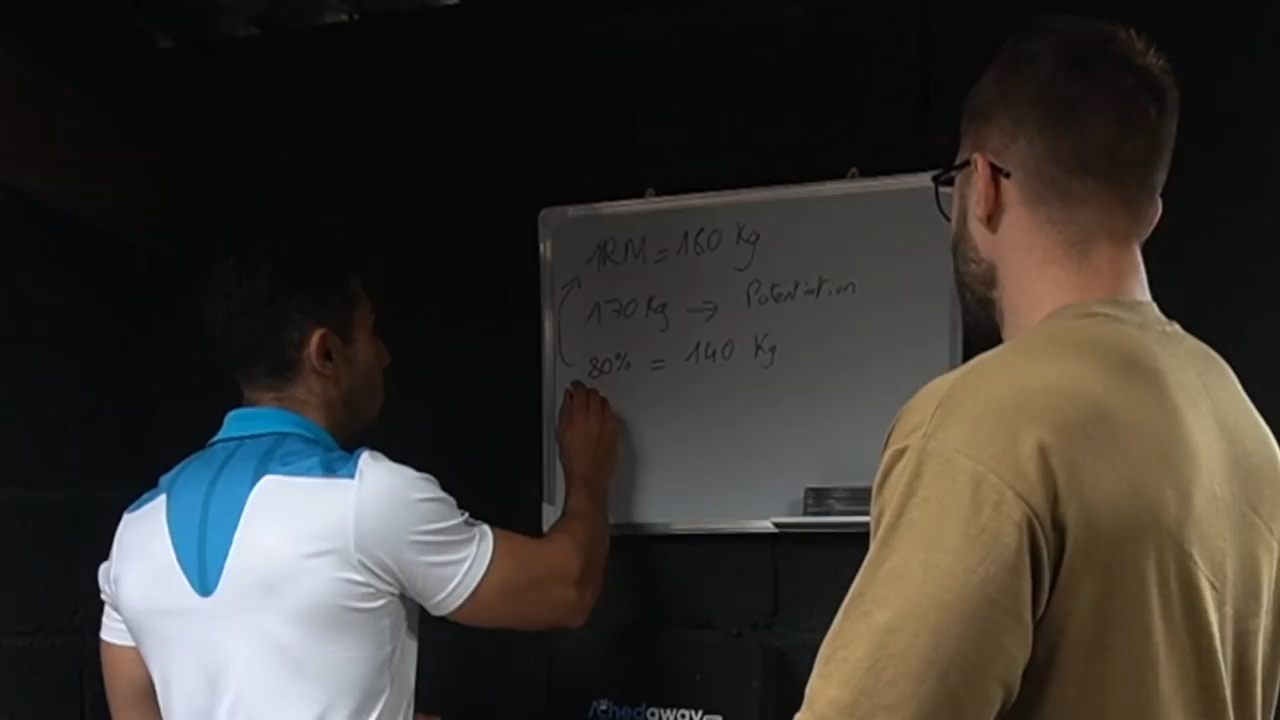 1RM = 160 Kg
170 Kg → Potentiation
80% = 140 Kg